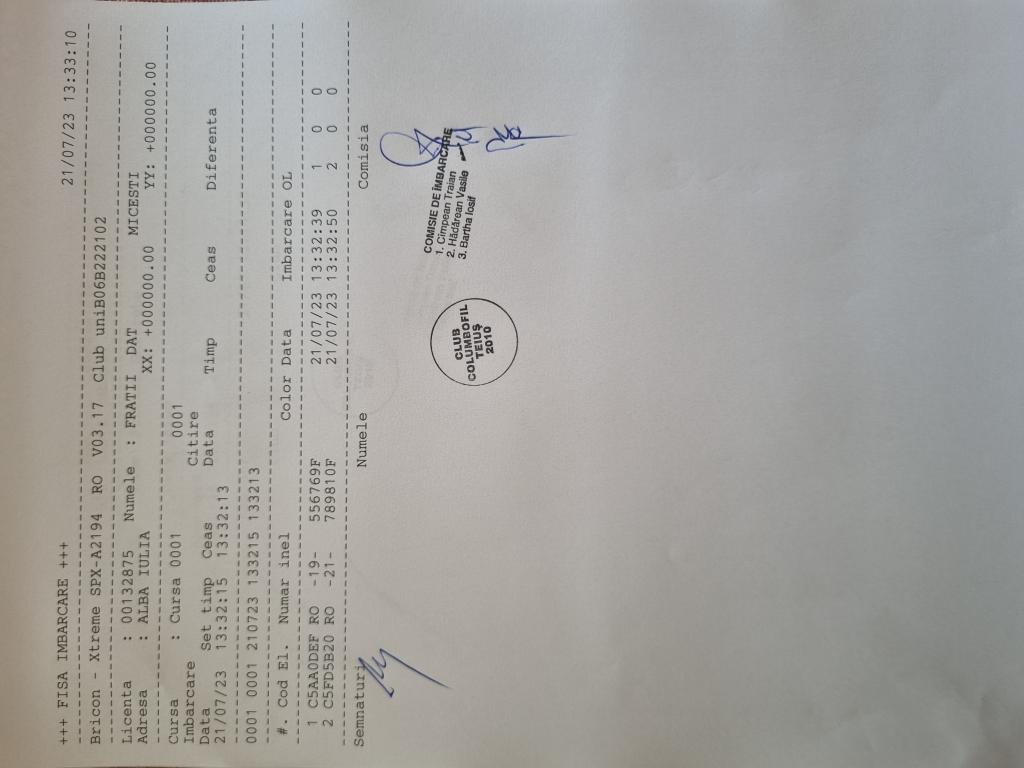 +++ FISA IMBARCARE +++ 21/07/23 13:33:10
Bricon - Xtreme SPX-A2194 RO V03.17 Club uniB06B222102
Licenta : 00132875 Numele : FRATII DAT MICESTI
Adresa : ALBA IULIA XX: +000000.00 YY: +000000.00
Cursa : Cursa 0001 0001
Imbarcare Citire
Data Set timp Ceas Data Timp Ceas Diferenta
21/07/23 13:32:15 13:32:13
0001 0001 210723 133215 133213
#. Cod El. Numar inel Color Data Imbarcare OL
1 C5AA0DEF RO -19- 556769F 21/07/23 13:32:39 1 0 0
2 C5FD5B20 RO -21- 789810F 21/07/23 13:32:50 2 0 0
Semnaturi Numele Comisia
COMISIE DE ÎMBARCARE
1. Cîmpean Traian
2. Hădărean Vasile
3. Bartha Iosif
CLUB
COLUMBOFIL
TEIUȘ
2010